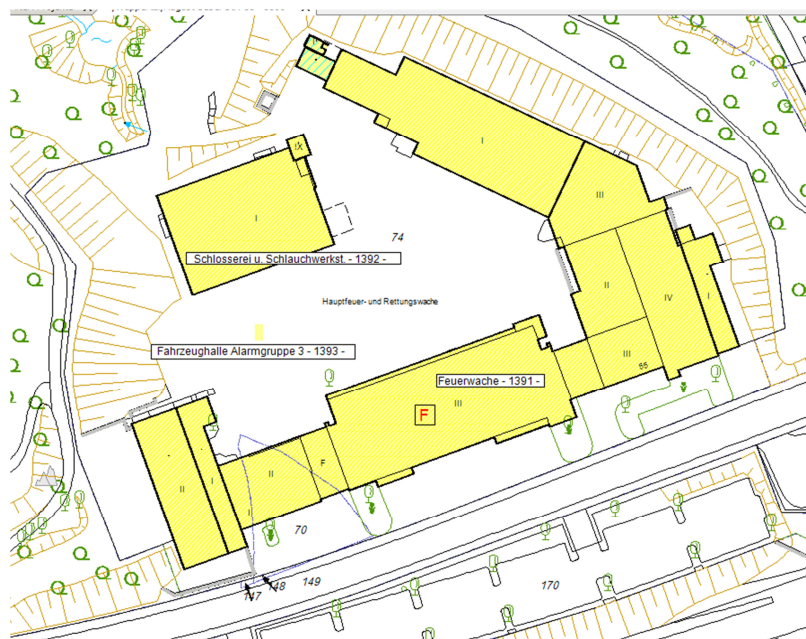 IX
I
I
III
74
Schlosserei u. Schlauchwerkst. - 1392 -
II
IV
I
Hauptfeuer- und Rettungswache
Fahrzeughalle Alarmgruppe 3 - 1393 -
III
55
Feuerwache - 1391 -
III
F
F
II
II
I
I
70
147
148
149
170